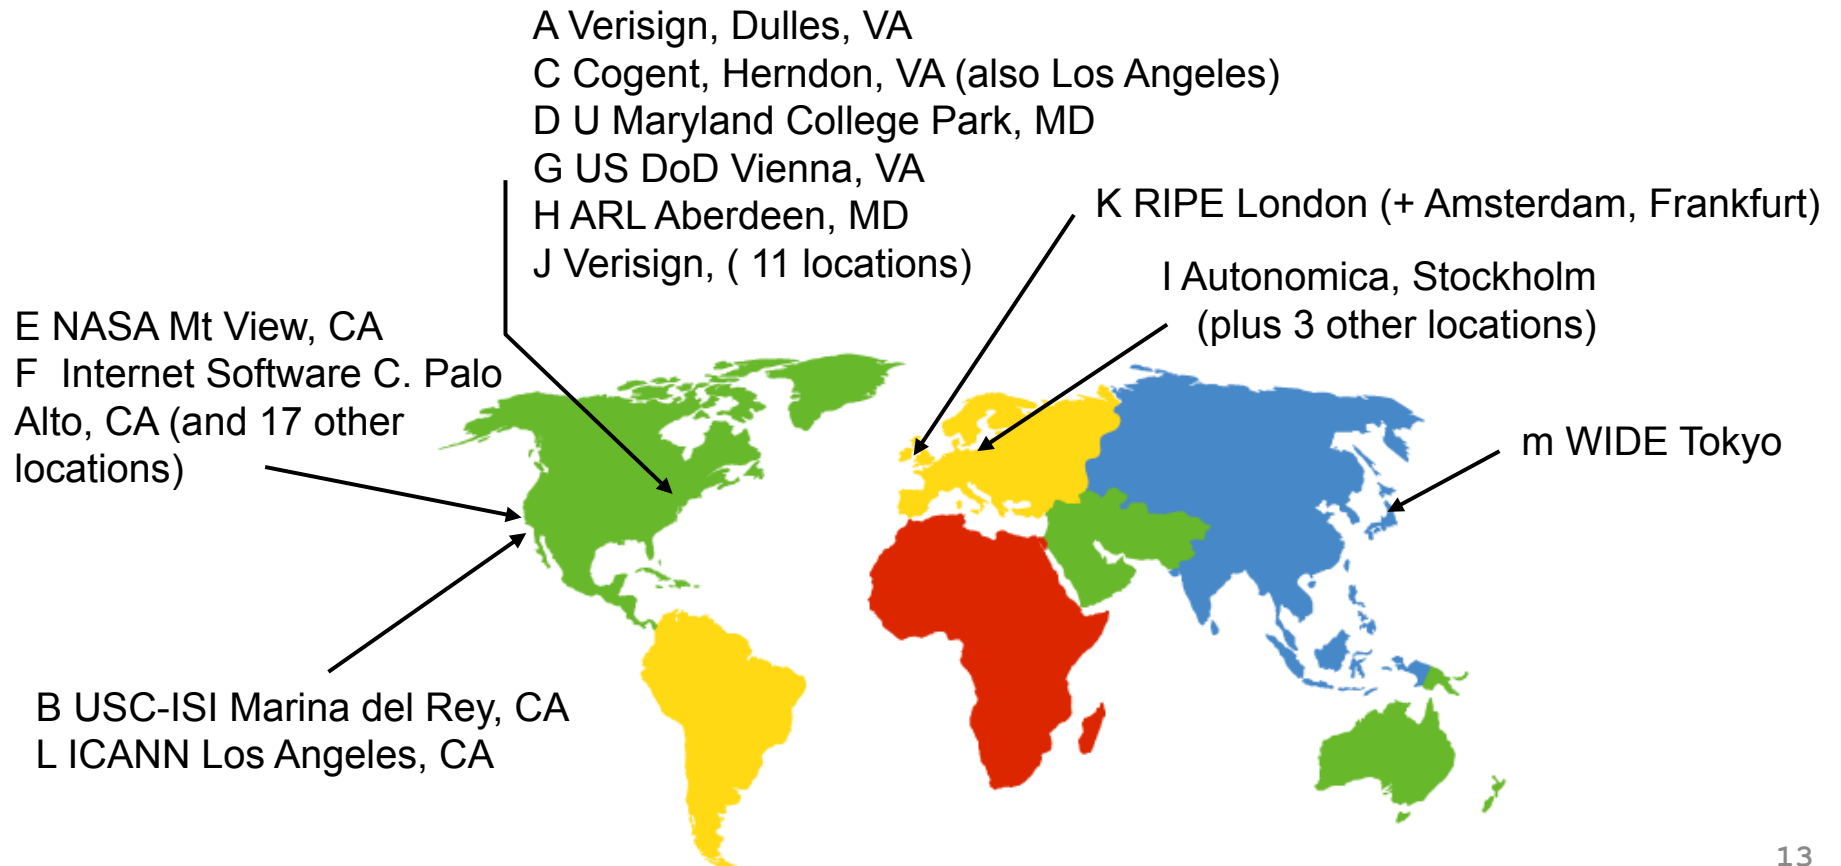 A Verisign, Dulles, VA
C Cogent, Herndon, VA (also Los Angeles)
D U Maryland College Park, MD
G US DoD Vienna, VA
H ARL Aberdeen, MD
J Verisign, ( 11 locations)
K RIPE London (+ Amsterdam, Frankfurt)
I Autonomica, Stockholm
(plus 3 other locations)
E NASA Mt View, CA
F Internet Software C. Palo
Alto, CA (and 17 other
locations)
m WIDE Tokyo
B USC-ISI Marina del Rey, CA
L ICANN Los Angeles, CA
13